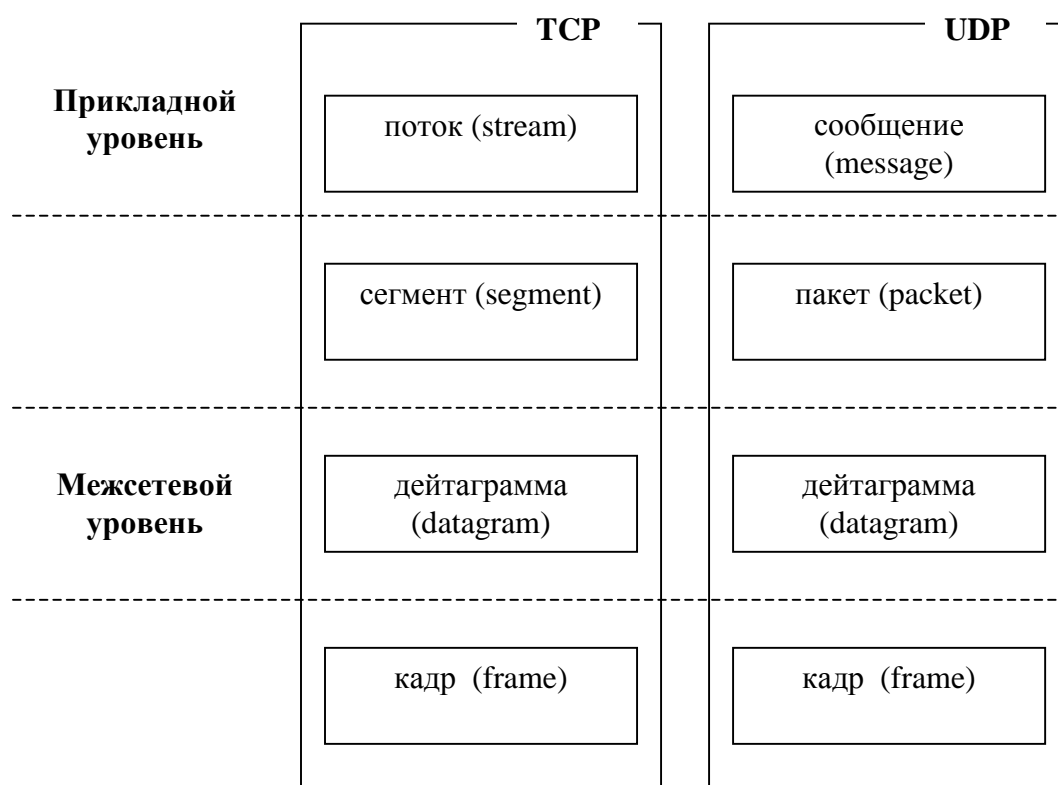 TCP
UDP
Прикладной
уровень
поток (stream)
сообщение
(message)
сегмент (segment)
пакет (packet)
Межсетевой
уровень
дейтаграмма
(datagram)
дейтаграмма
(datagram)
кадр (frame)
кадр (frame)